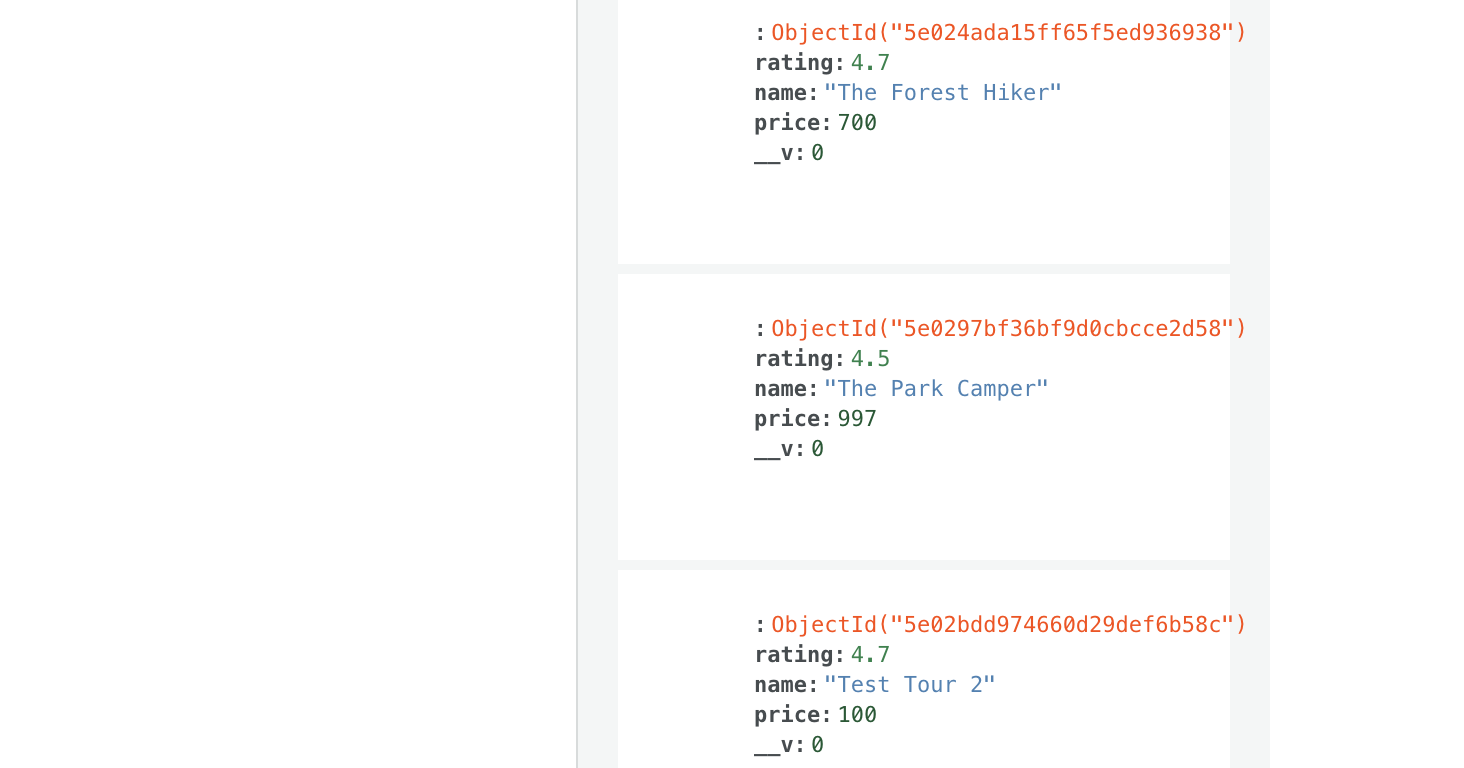 :ObjectId("5e024ada15ff65f5ed936938")
rating:4.7
name:"The Forest Hiker"
price:700
__v:0
:ObjectId("5e0297bf36bf9d0cbcce2d58")
rating:4.5
name:"The Park Camper"
price:997
__v:0
:ObjectId("5e02bdd974660d29def6b58c")
rating:4.7
name:"Test Tour 2"
price:100
__v:0